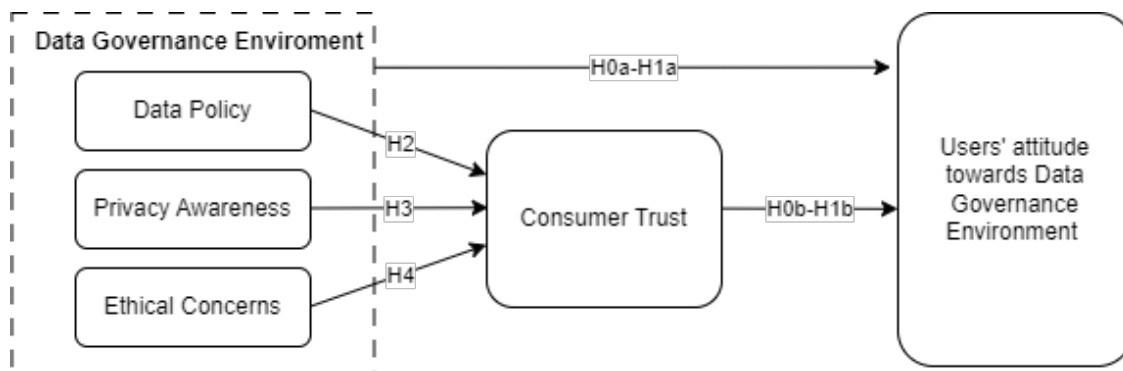 Data Governance Enviroment
Data Policy
Privacy Awareness
Ethical Concerns
H2
H3
H4
Consumer Trust
H0a-H1a
H0b-H1b
Users' attitude
towards Data
Governance
Environment